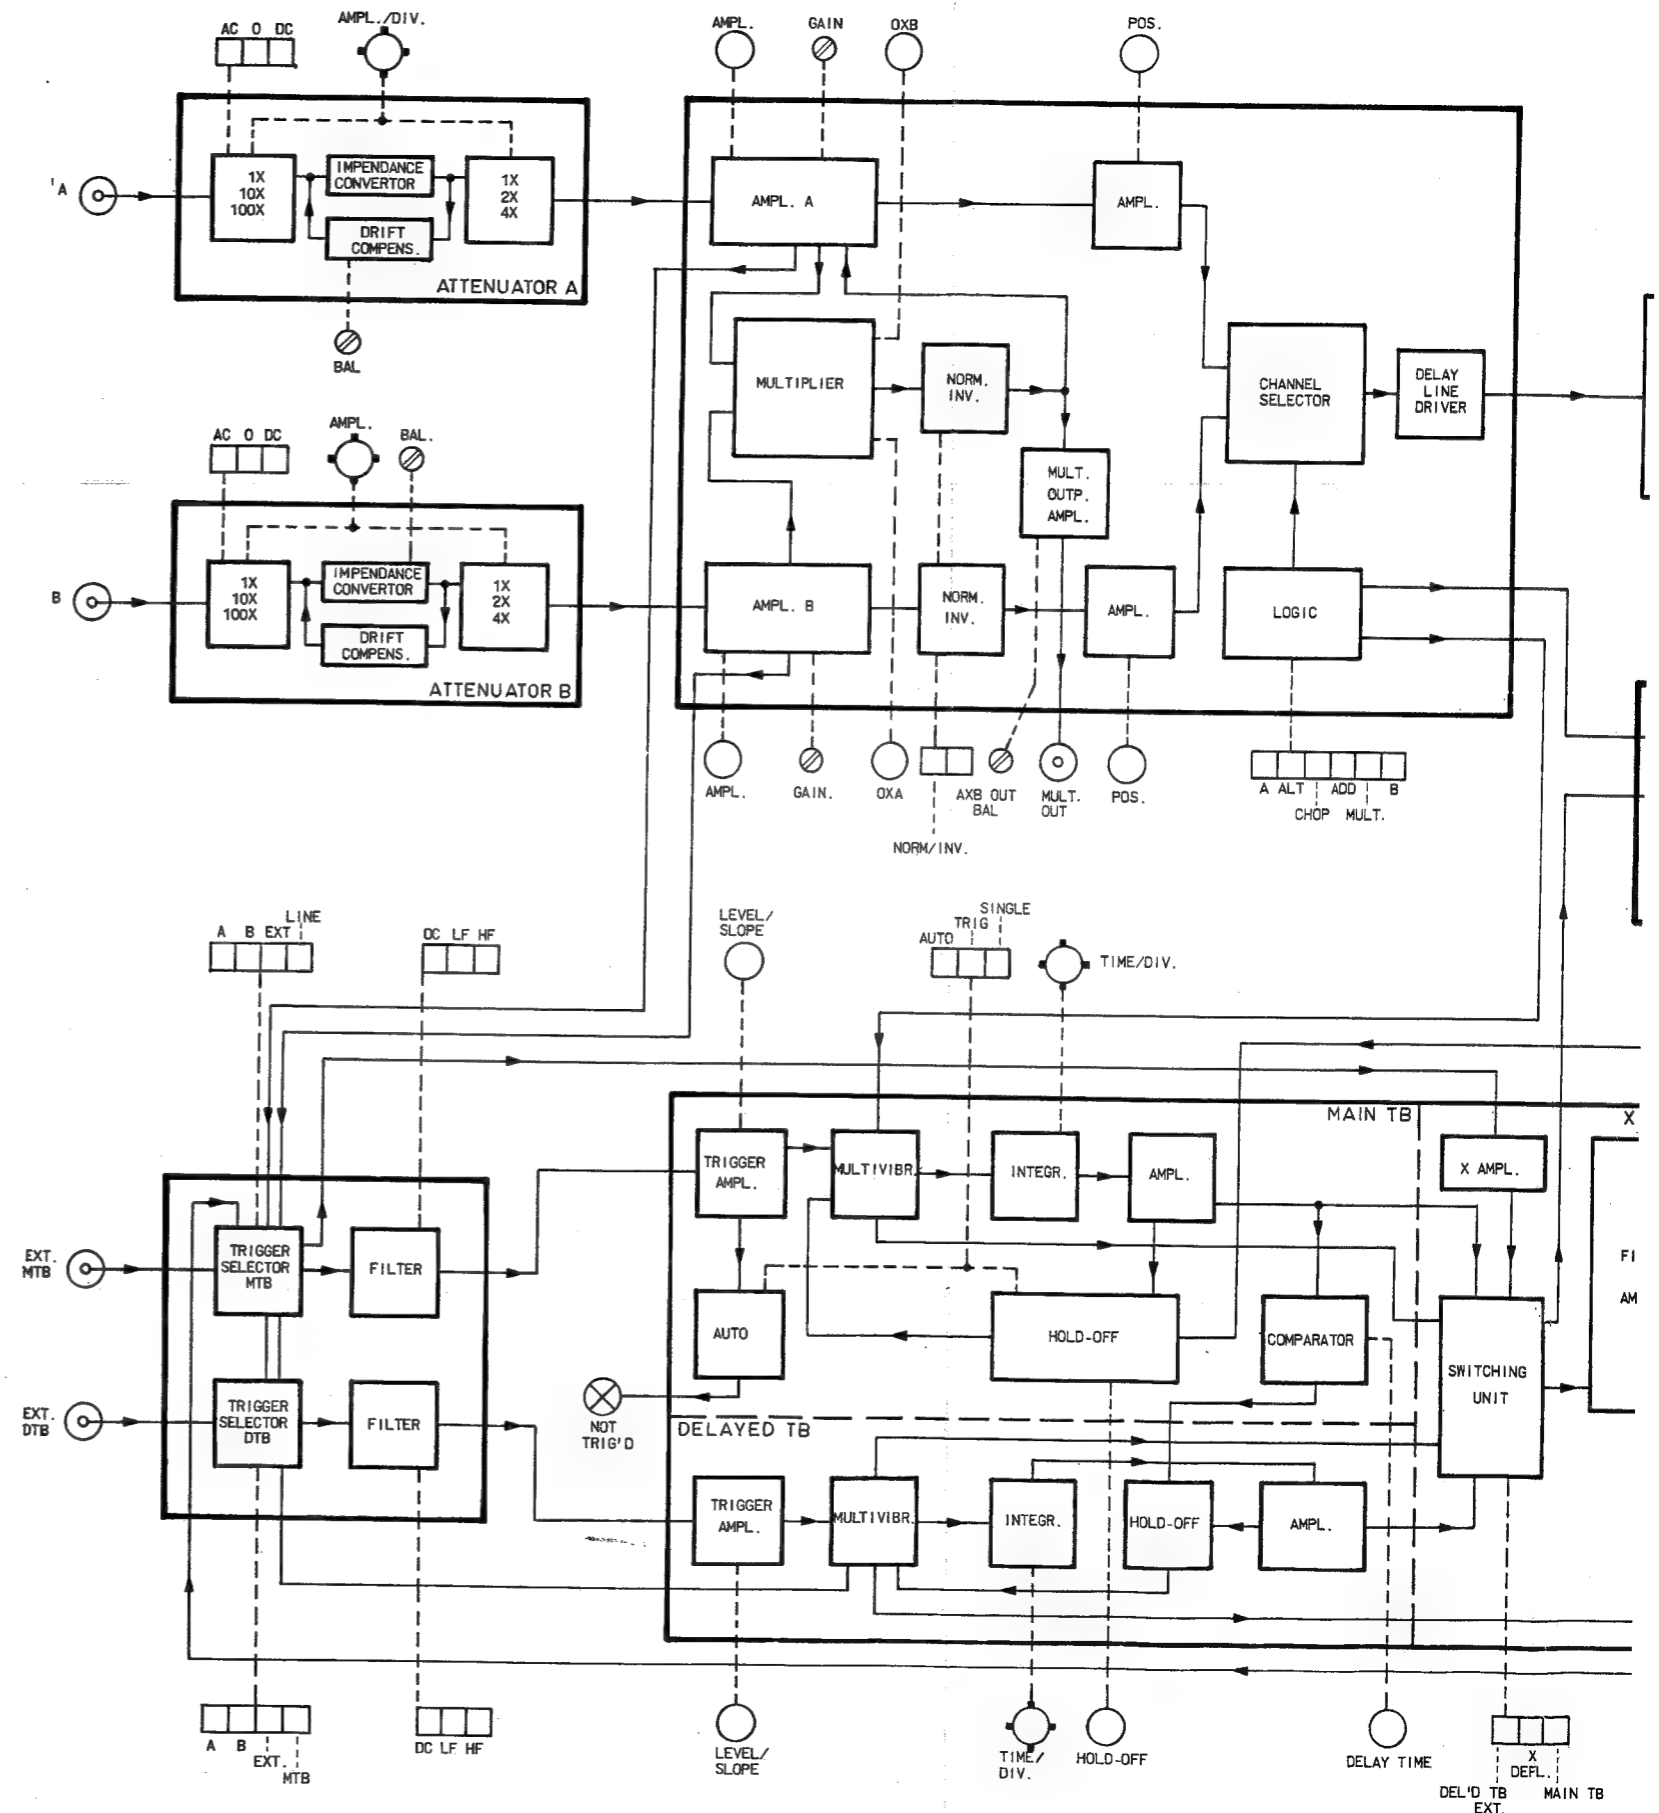 AC O DC
AMPL./DIV.
AMPL.
GAIN
OXB
POS.
A
1X
10X
100X
IMPENDANCE
CONVERTOR
DRIFT
COMPENS.
1X
2X
4X
ATTENUATOR A
BAL
AMPL. A
AMPL.
MULTIPLIER
NORM.
INV.
CHANNEL
SELECTOR
DELAY
LINE
DRIVER
MULT.
OUTP.
AMPL.
AC O DC
AMPL.
BAL.
B
1X
10X
100X
IMPENDANCE
CONVERTOR
DRIFT
COMPENS.
1X
2X
4X
ATTENUATOR B
AMPL. B
NORM.
INV.
AMPL.
LOGIC
AMPL.
GAIN.
OXA
NORM/INV.
AXB OUT
BAL
MULT.
OUT
POS.
A ALT ADD B
CHOP MULT.
LINE
A B EXT
DC LF HF
LEVEL/
SLOPE
SINGLE
TRIG
AUTO
TIME/DIV.
MAIN TB
X
EXT.
MTB
TRIGGER
SELECTOR
MTB
FILTER
TRIGGER
AMPL.
MULTIVIBR.
INTEGR.
AMPL.
X AMPL.
AUTO
HOLD-OFF
COMPARATOR
SWITCHING
UNIT
FI
AM
EXT.
DTB
TRIGGER
SELECTOR
DTB
FILTER
NOT
TRIG'D
DELAYED TB
TRIGGER
AMPL.
MULTIVIBR.
INTEGR.
HOLD-OFF
AMPL.
A B
EXT.
MTB
DC LF HF
LEVEL/
SLOPE
TIME/
DIV.
HOLD-OFF
DELAY TIME
X
DEFL.
DEL'D TB MAIN TB
EXT.